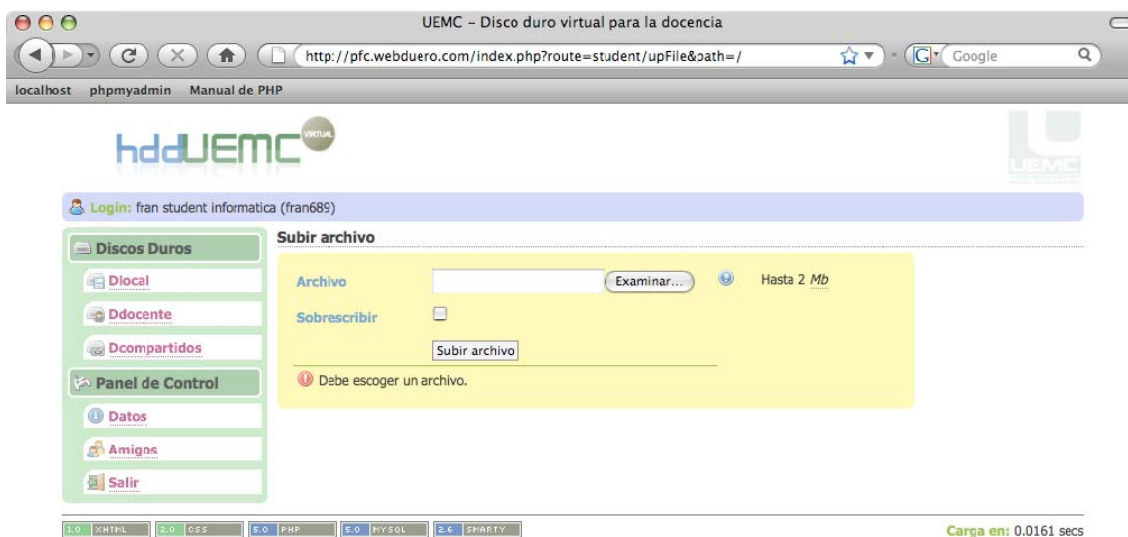 UEMC – Disco duro virtual para la docencia
http://pfc.webduero.com/index.php?route=student/upFile&path=/
Google
localhost phpmyadmin Manual de PHP
hddUEMC VIRTUAL
UEMC
Login: fran student informatica (fran689)
Discos Duros
Dlocal
Ddocente
Dcompartidos
Panel de Control
Datos
Amigos
Salir
Subir archivo
Archivo Examinar... Hasta 2 Mb
Sobrescribir
Subir archivo
Debe escoger un archivo.
1.0 XHTML 2.0 CSS 5.0 PHP 5.0 MYSQL 2.6 SMARTY
Carga en: 0.0161 secs